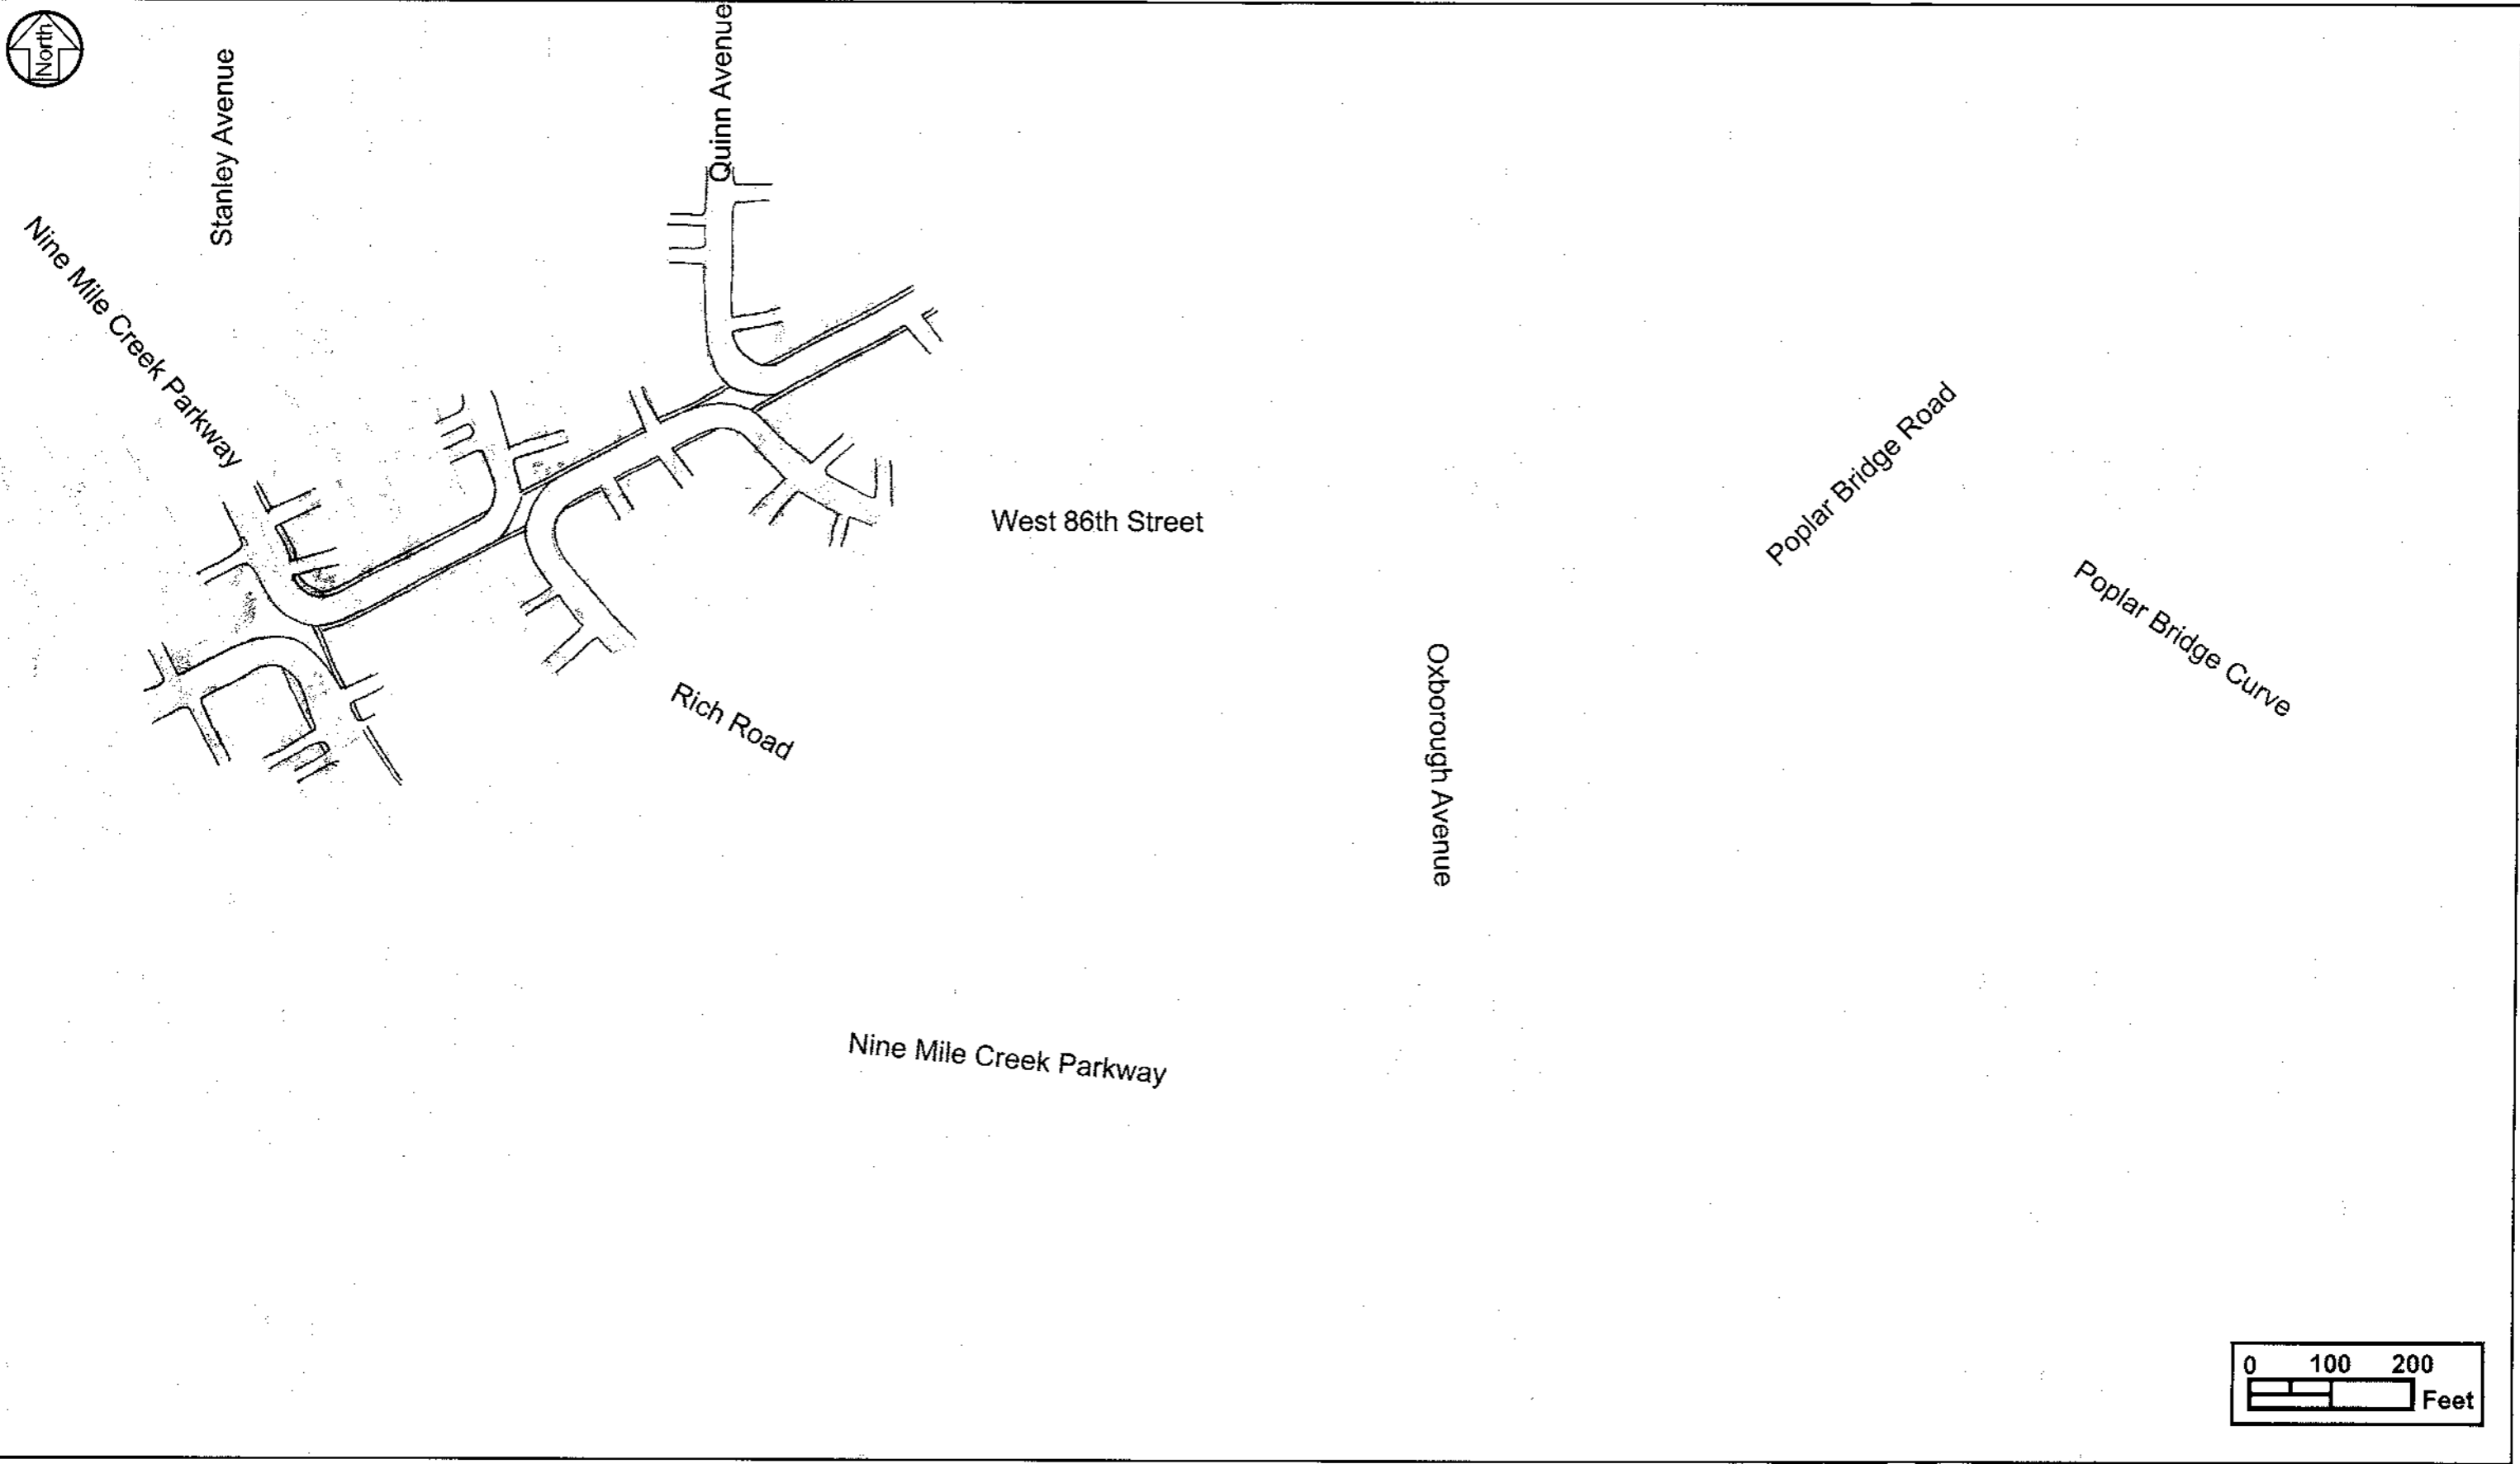 North
Stanley Avenue
Quinn Avenue
Nine Mile Creek Parkway
Poplar Bridge Road
West 86th Street
Poplar Bridge Curve
Oxborough Avenue
Rich Road
Nine Mile Creek Parkway
0 100 200
Feet